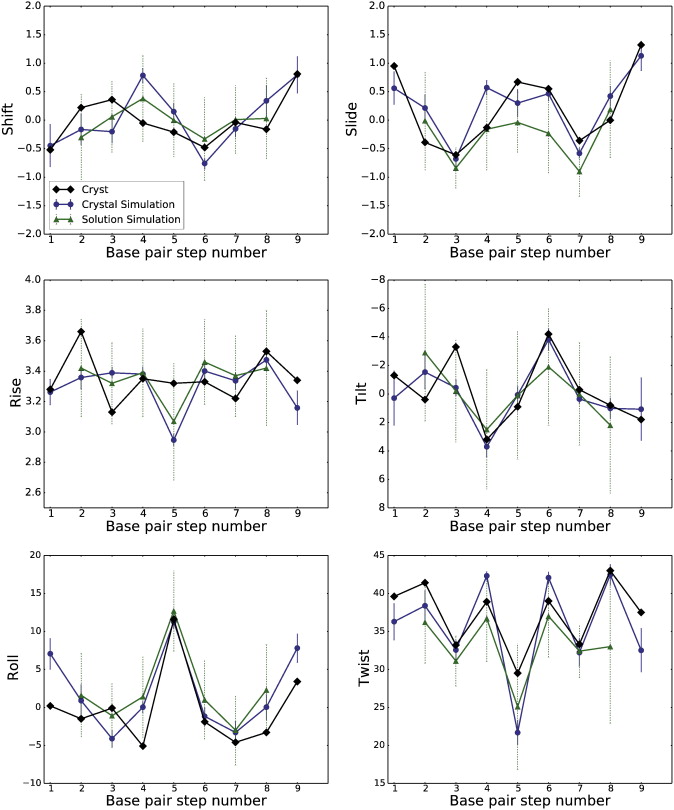 2.0
1.5
1.0
0.5
0.0
−0.5
−1.0
−1.5
−2.0
Shift
Cryst
Crystal Simulation
Solution Simulation
1 2 3 4 5 6 7 8 9
Base pair step number
2.0
1.5
1.0
0.5
0.0
−0.5
−1.0
−1.5
−2.0
Slide
1 2 3 4 5 6 7 8 9
Base pair step number
4.0
3.8
3.6
3.4
3.2
3.0
2.8
2.6
Rise
1 2 3 4 5 6 7 8 9
Base pair step number
−8
−6
−4
−2
0
2
4
6
8
Tilt
1 2 3 4 5 6 7 8 9
Base pair step number
20
15
10
5
0
−5
−10
Roll
1 2 3 4 5 6 7 8 9
Base pair step number
45
40
35
30
25
20
15
Twist
1 2 3 4 5 6 7 8 9
Base pair step number